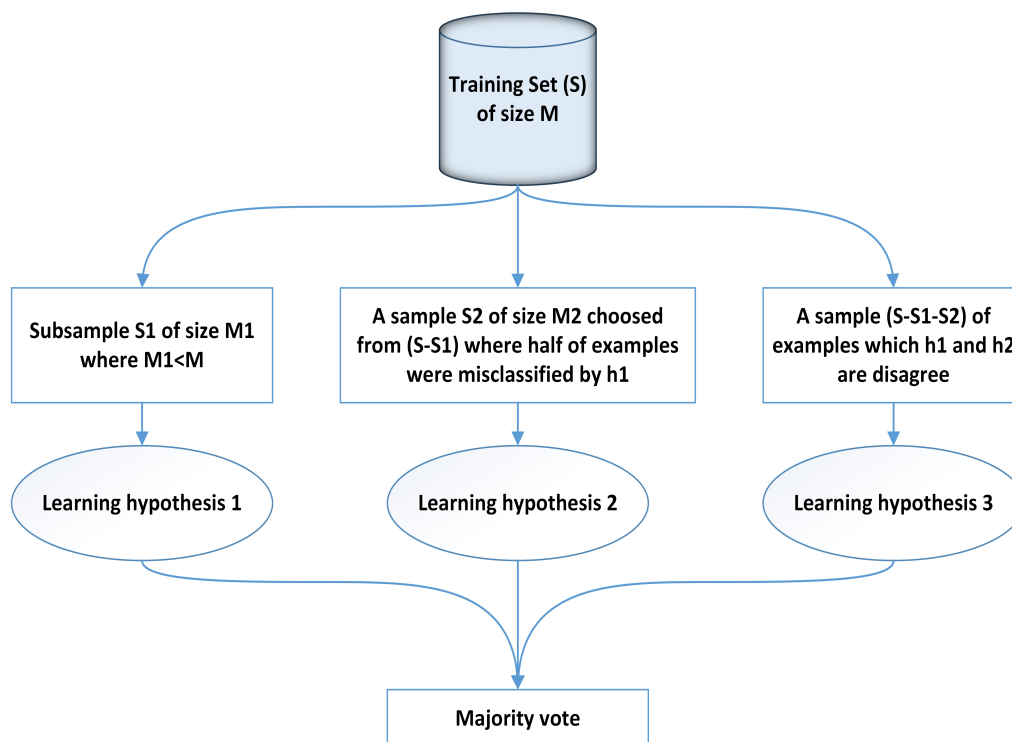 Training Set (S)
of size M
Subsample S1 of size M1
where M1<M
A sample S2 of size M2 choosed
from (S-S1) where half of examples
were misclassified by h1
A sample (S-S1-S2) of
examples which h1 and h2
are disagree
Learning hypothesis 1
Learning hypothesis 2
Learning hypothesis 3
Majority vote